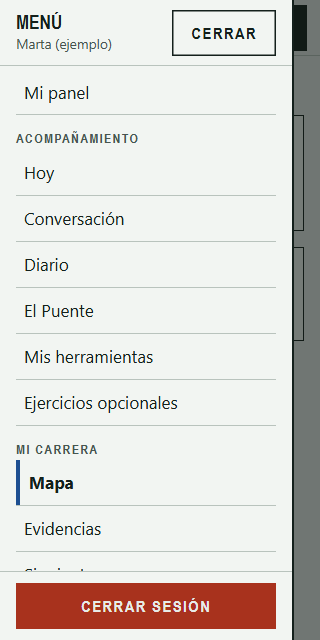 MENÚ
Marta (ejemplo)
CERRAR
Mi panel
ACOMPAÑAMIENTO
Hoy
Conversación
Diario
El Puente
Mis herramientas
Ejercicios opcionales
MI CARRERA
Mapa
Evidencias
CERRAR SESIÓN